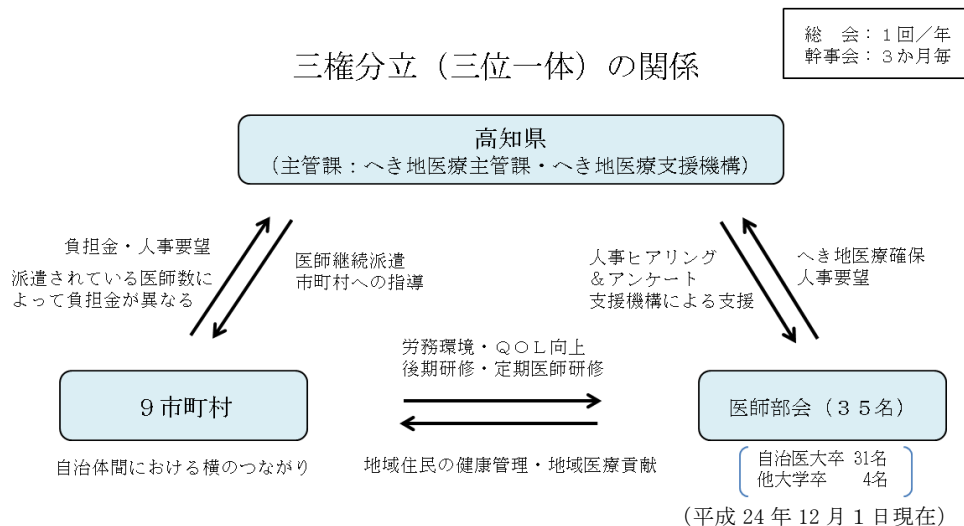 総　会：１回／年
幹事会：３か月毎
三権分立（三位一体）の関係
高知県
（主管課：へき地医療主管課・へき地医療支援機構）
負担金・人事要望
派遣されている医師数に
よって負担金が異なる
医師継続派遣
市町村への指導
人事ヒアリング
＆アンケート
支援機構による支援
へき地医療確保
人事要望
労務環境・ＱＯＬ向上
後期研修・定期医師研修
９市町村
医師部会（３５名）
自治体間における横のつながり
地域住民の健康管理・地域医療貢献
自治医大卒 31名
他大学卒　 4名
（平成 24 年 12 月 1 日現在）